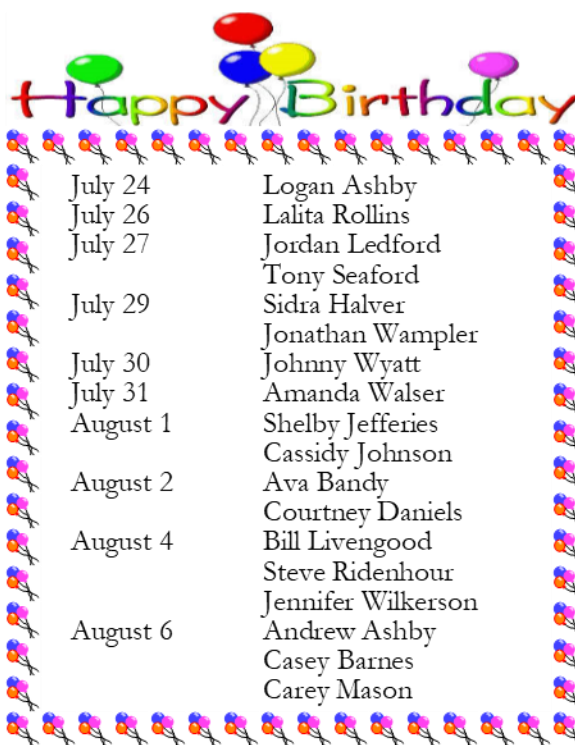 Happy Birthday
July 24 Logan Ashby
July 26 Lalita Rollins
July 27 Jordan Ledford
Tony Seaford
July 29 Sidra Halver
Jonathan Wampler
July 30 Johnny Wyatt
July 31 Amanda Walser
August 1 Shelby Jefferies
Cassidy Johnson
August 2 Ava Bandy
Courtney Daniels
August 4 Bill Livengood
Steve Ridenhour
Jennifer Wilkerson
August 6 Andrew Ashby
Casey Barnes
Carey Mason